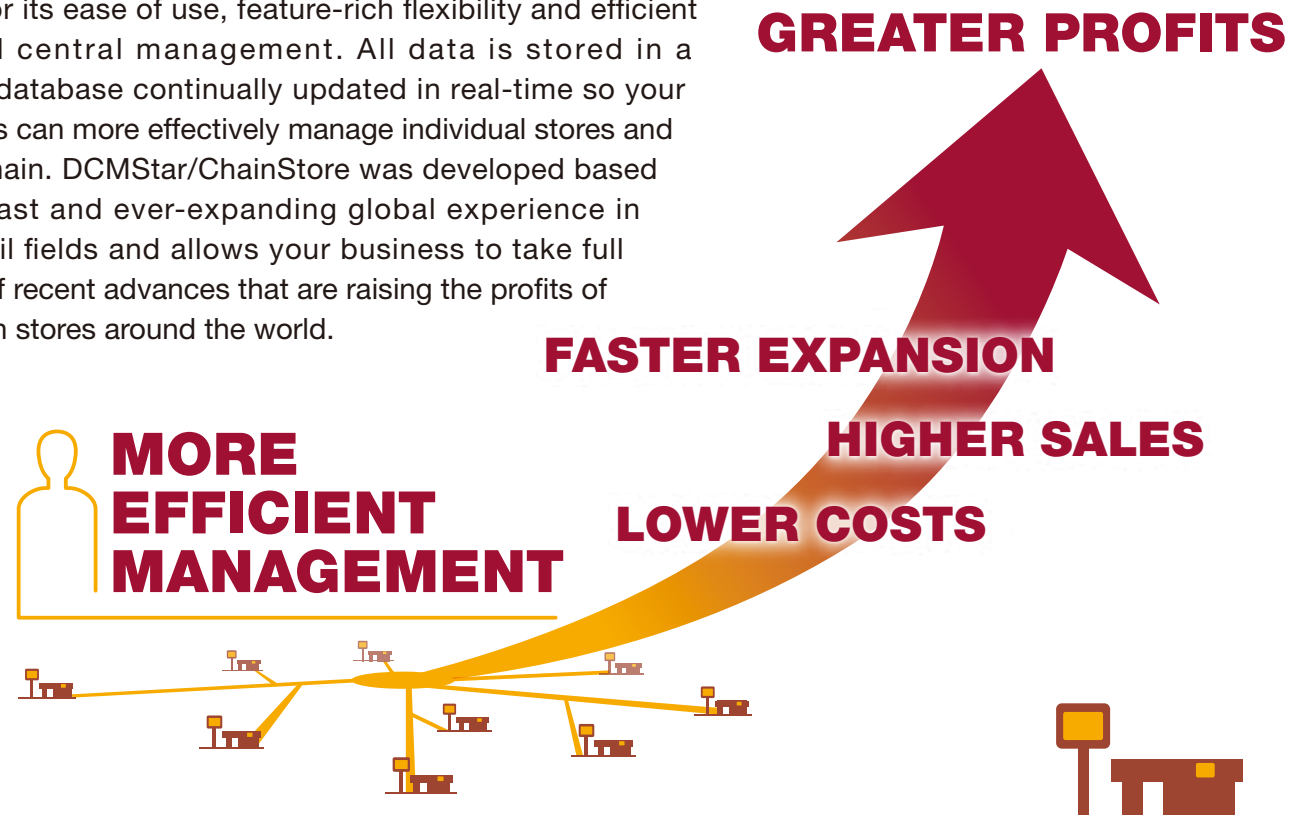 or its ease of use, feature-rich flexibility and efficient
central management. All data is stored in a
database continually updated in real-time so your
s can more effectively manage individual stores and
hain. DCMStar/ChainStore was developed based
ast and ever-expanding global experience in
il fields and allows your business to take full
f recent advances that are raising the profits of
n stores around the world.
GREATER PROFITS
FASTER EXPANSION
HIGHER SALES
LOWER COSTS
MORE
EFFICIENT
MANAGEMENT